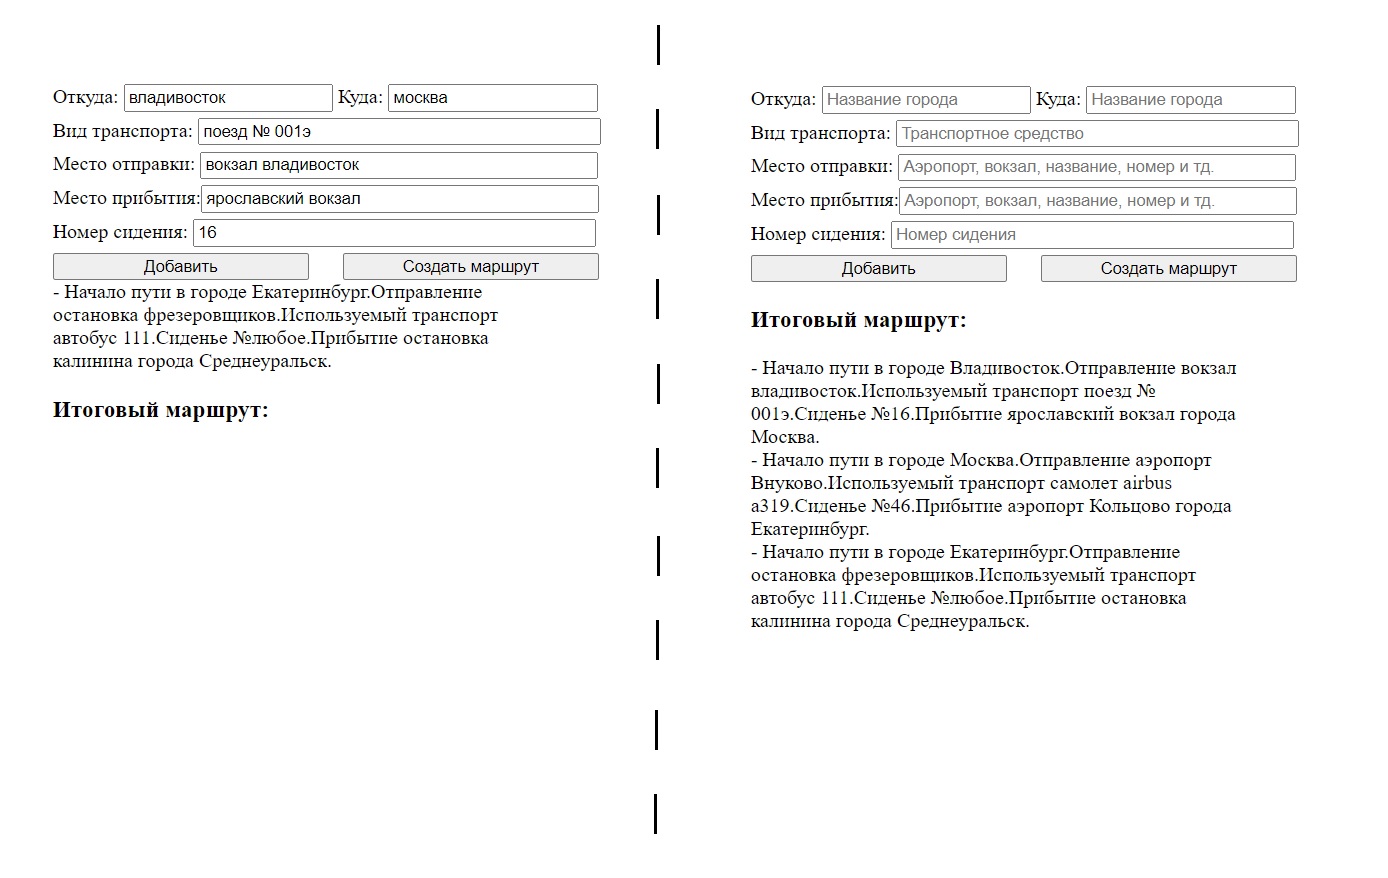 Откуда: владивосток Куда: москва
Вид транспорта: поезд № 001э
Место отправки: вокзал владивосток
Место прибытия: ярославский вокзал
Номер сидения: 16
Добавить Создать маршрут
- Начало пути в городе Екатеринбург.Отправление
остановка фрезеровщиков.Используемый транспорт
автобус 111.Сиденье №любое.Прибытие остановка
калинина города Среднеуральск.
Итоговый маршрут:
Откуда: Название города Куда: Название города
Вид транспорта: Транспортное средство
Место отправки: Аэропорт, вокзал, название, номер и тд.
Место прибытия: Аэропорт, вокзал, название, номер и тд.
Номер сидения: Номер сидения
Добавить Создать маршрут
Итоговый маршрут:
- Начало пути в городе Владивосток.Отправление вокзал
владивосток.Используемый транспорт поезд №
001э.Сиденье №16.Прибытие ярославский вокзал города
Москва.
- Начало пути в городе Москва.Отправление аэропорт
Внуково.Используемый транспорт самолет airbus
a319.Сиденье №46.Прибытие аэропорт Кольцово города
Екатеринбург.
- Начало пути в городе Екатеринбург.Отправление
остановка фрезеровщиков.Используемый транспорт
автобус 111.Сиденье №любое.Прибытие остановка
калинина города Среднеуральск.